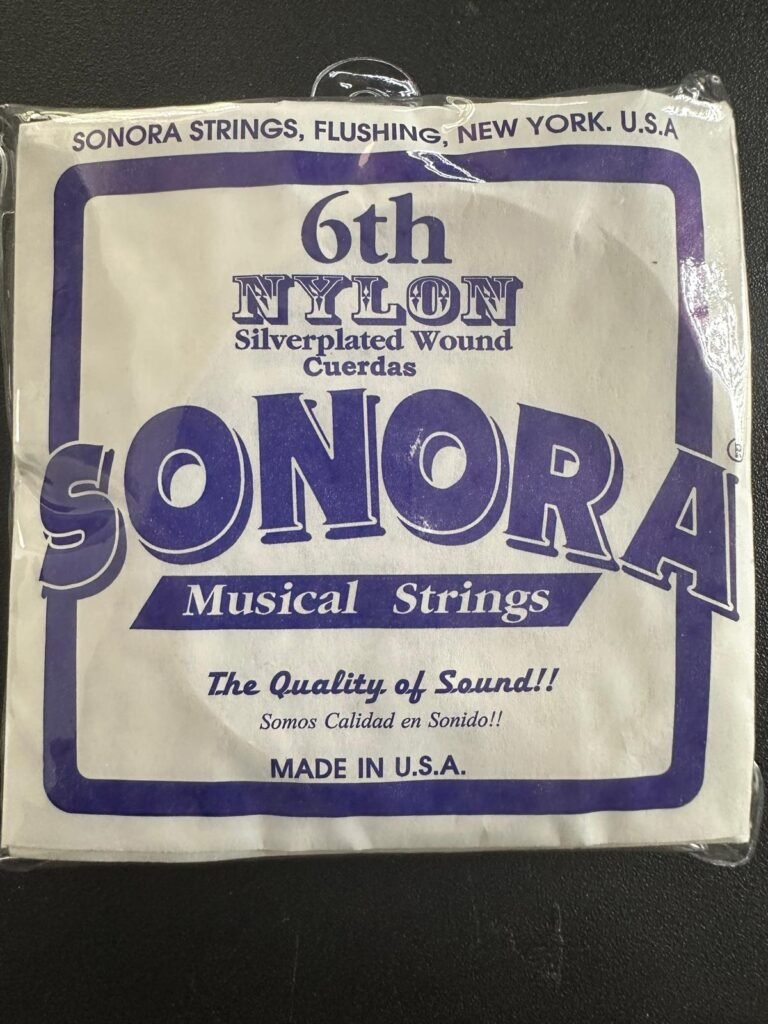 SONORA STRINGS, FLUSHING, NEW YORK. U.S.A
6th
NYLON
Silverplated Wound
Cuerdas
SONORA
Musical Strings
The Quality of Sound!!
Somos Calidad en Sonido!!
MADE IN U.S.A.